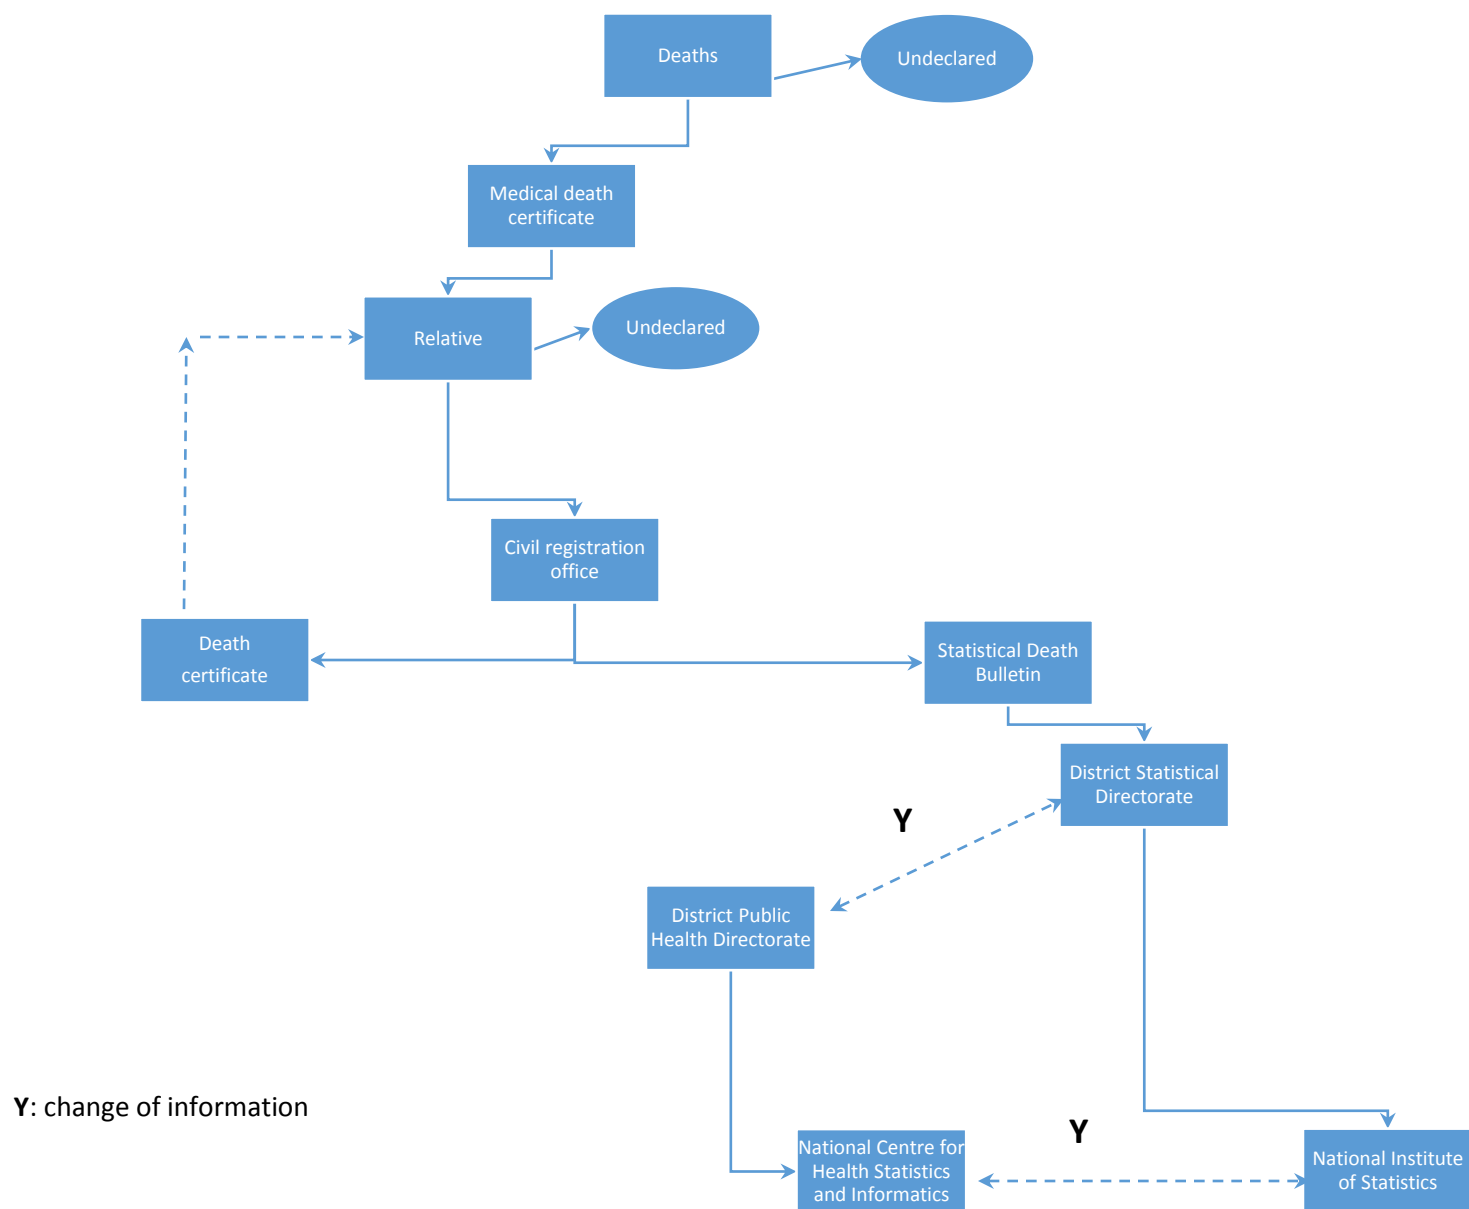 Deaths
Undeclared
Medical death
certificate
Relative
Undeclared
Civil registration
office
Death
certificate
Statistical Death
Bulletin
District Statistical
Directorate
Y
District Public
Health Directorate
Y: change of information
Y
National Centre for
Health Statistics
and Informatics
National Institute
of Statistics